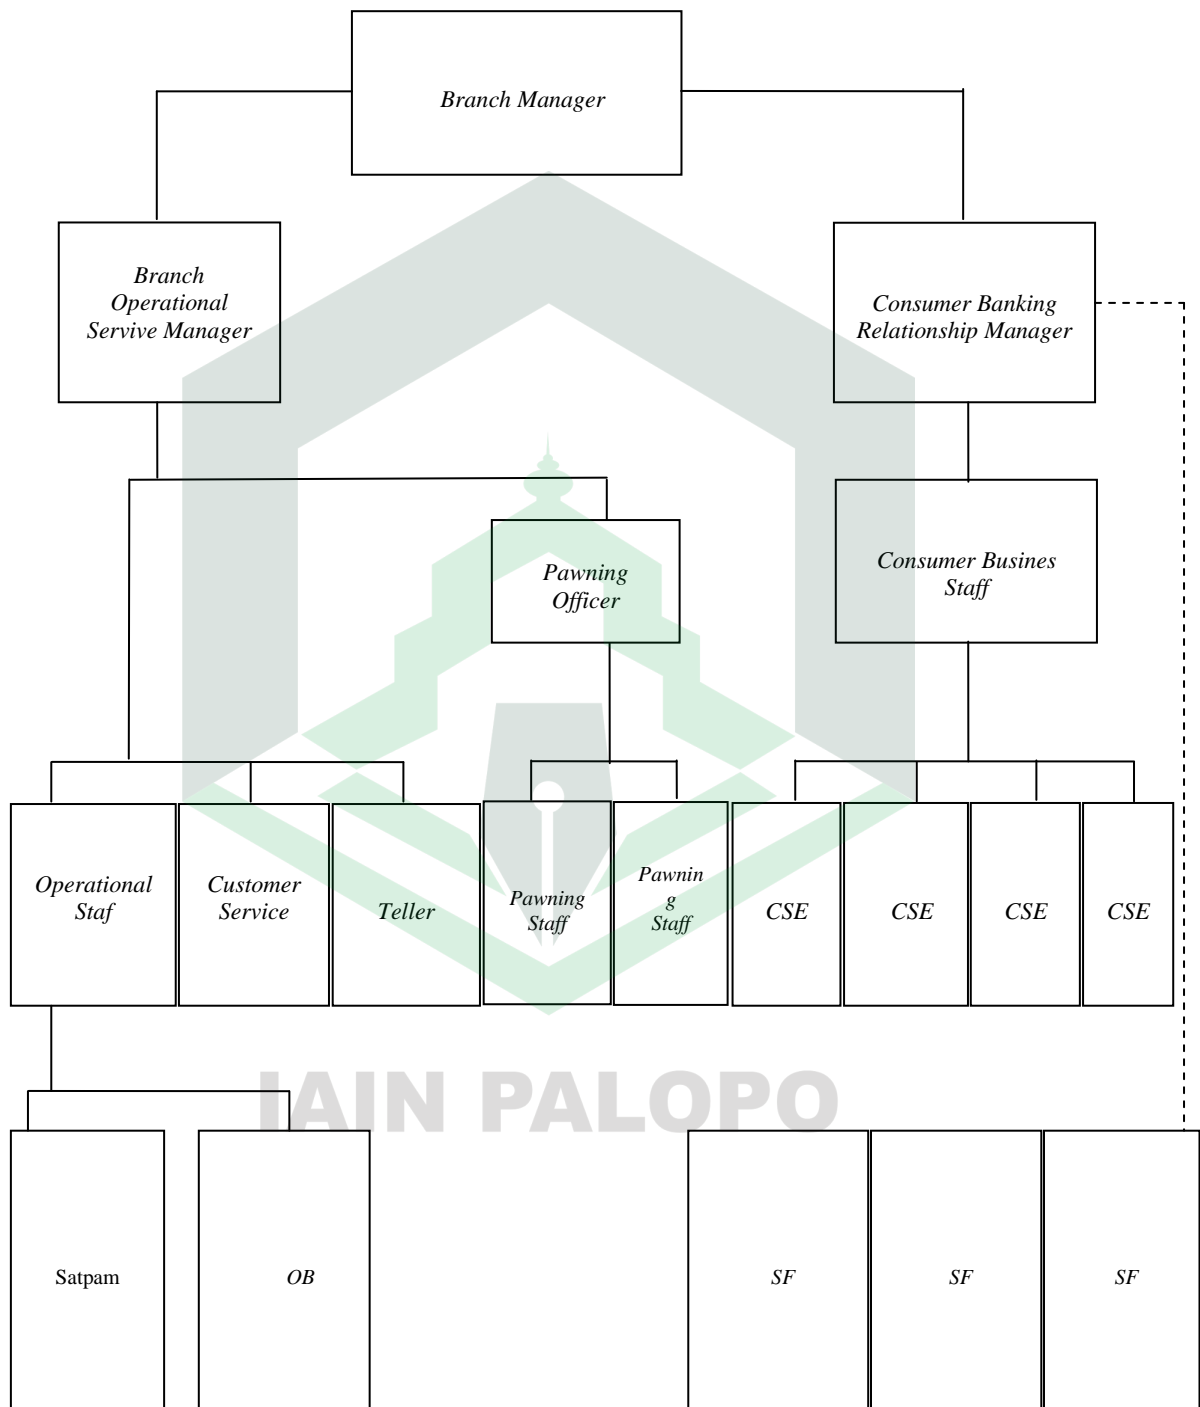 Branch Manager
Branch
Operational
Servive Manager
Consumer Banking
Relationship Manager
Pawning
Officer
Consumer Busines
Staff
Operational
Staf
Customer
Service
Teller
Pawning
Staff
Pawnin
g
Staff
CSE
CSE
CSE
CSE
IAIN PALOPO
Satpam
OB
SF
SF
SF